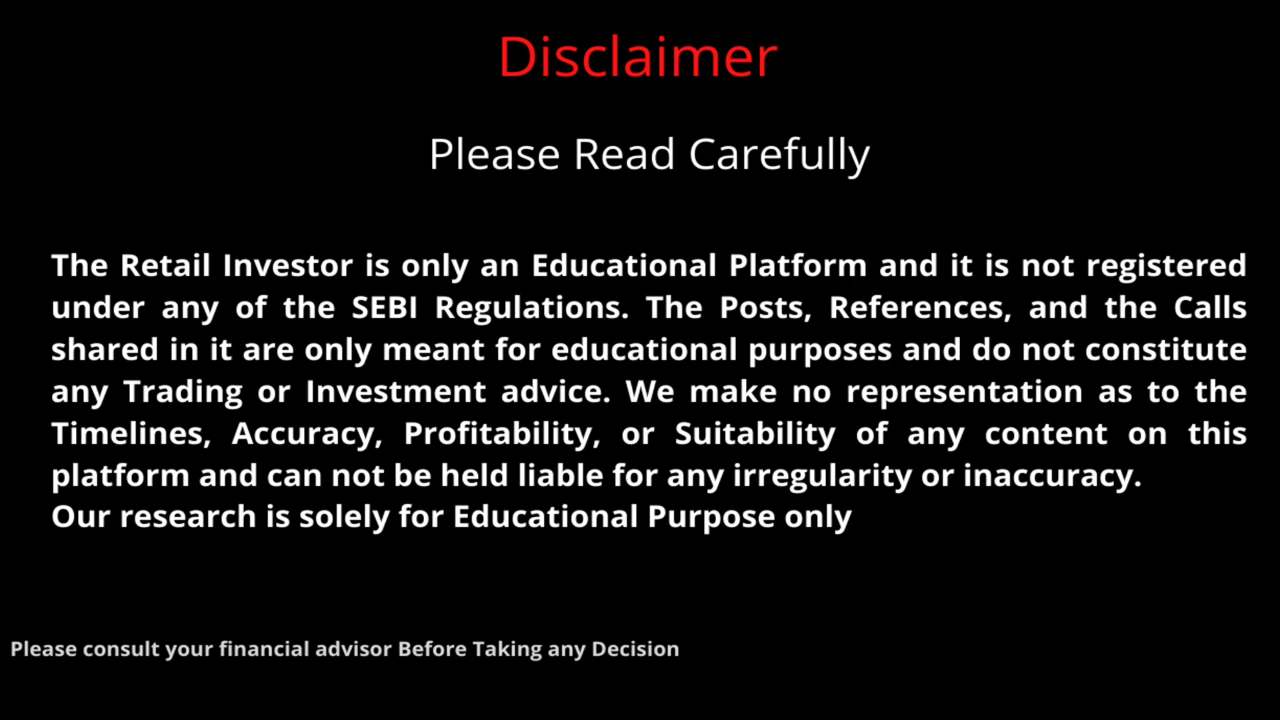 Disclaimer
Please Read Carefully
The Retail Investor is only an Educational Platform and it is not registered
under any of the SEBI Regulations. The Posts, References, and the Calls
shared in it are only meant for educational purposes and do not constitute
any Trading or Investment advice. We make no representation as to the
Timelines, Accuracy, Profitability, or Suitability of any content on this
platform and can not be held liable for any irregularity or inaccuracy.
Our research is solely for Educational Purpose only
Please consult your financial advisor Before Taking any Decision